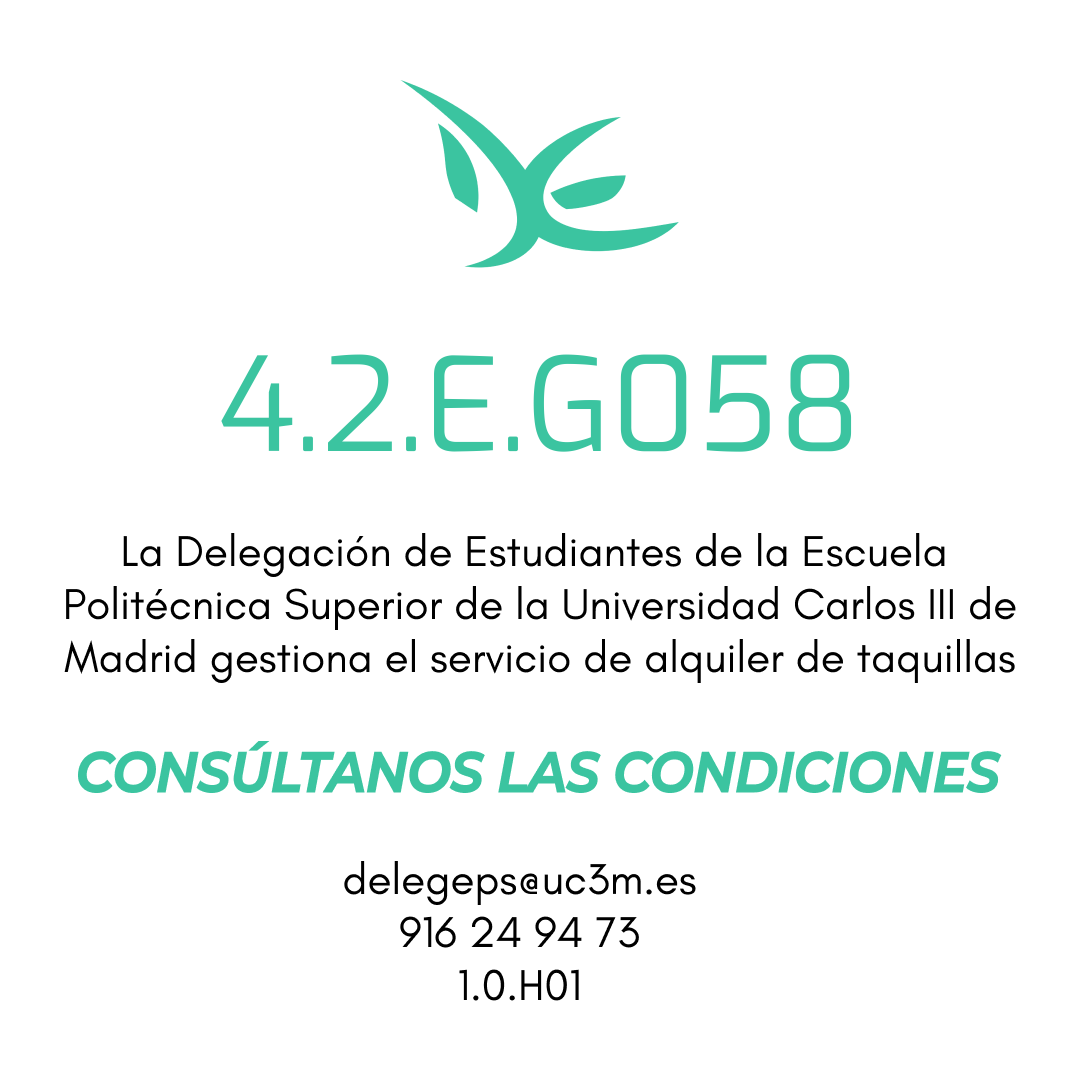 4.2.E.G058
La Delegación de Estudiantes de la Escuela
Politécnica Superior de la Universidad Carlos III de
Madrid gestiona el servicio de alquiler de taquillas
CONSÚLTANOS LAS CONDICIONES
delegeps@uc3m.es
916 24 94 73
1.0.H01